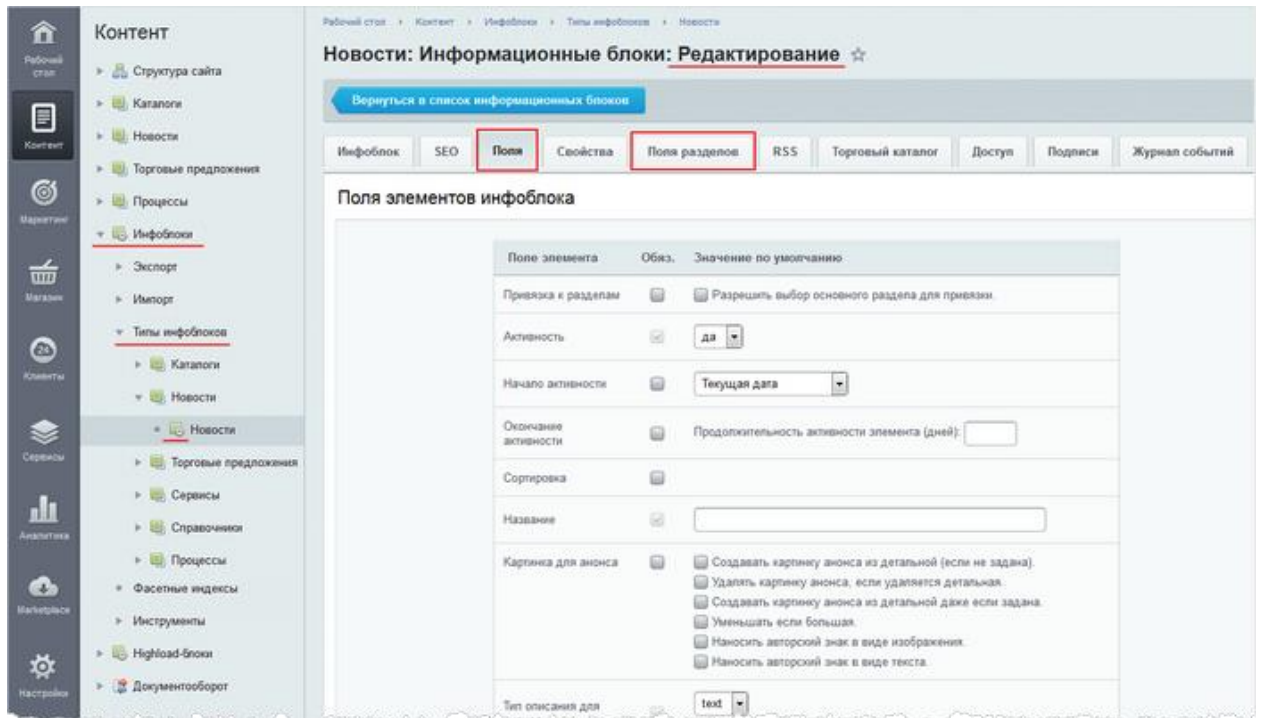 Рабочий стол
Контент
Маркетинг
Магазин
24
Клиенты
Сервисы
Аналитика
Marketplace
Настройки
Контент
Структура сайта
Каталоги
Новости
Торговые предложения
Процессы
Инфоблоки
Экспорт
Импорт
Типы инфоблоков
Каталоги
Новости
Новости
Торговые предложения
Сервисы
Справочники
Процессы
Фасетные индексы
Инструменты
Highload-блоки
Документооборот
Рабочий стол Контент Инфоблоки Типы инфоблоков Новости
Новости: Информационные блоки: Редактирование
Вернуться в список информационных блоков
Инфоблок SEO Поля Свойства Поля разделов RSS Торговый каталог Доступ Подписи Журнал событий
Поля элементов инфоблока
Поле элемента Обяз. Значение по умолчанию
Привязка к разделам Разрешить выбор основного раздела для привязки.
Активность да
Начало активности Текущая дата
Окончание активности Продолжительность активности элемента (дней):
Сортировка
Название
Картинка для анонса Создавать картинку анонса из детальной (если не задана).
Удалять картинку анонса, если удаляется детальная.
Создавать картинку анонса из детальной даже если задана.
Уменьшать если большая.
Наносить авторский знак в виде изображения.
Наносить авторский знак в виде текста.
Тип описания для text